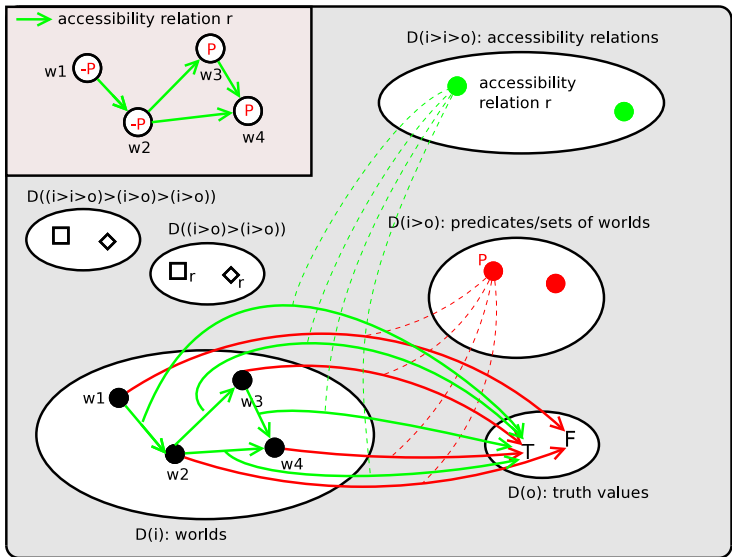 accessibility relation r
w1
-P
P
w3
-P
P
w2
w4
D(i>i>o): accessibility relations
accessibility
relation r
D((i>i>o)>(i>o)>(i>o))
D((i>o)>(i>o))
r
r
D(i>o): predicates/sets of worlds
P
w1
w3
w2
w4
T
F
D(o): truth values
D(i): worlds